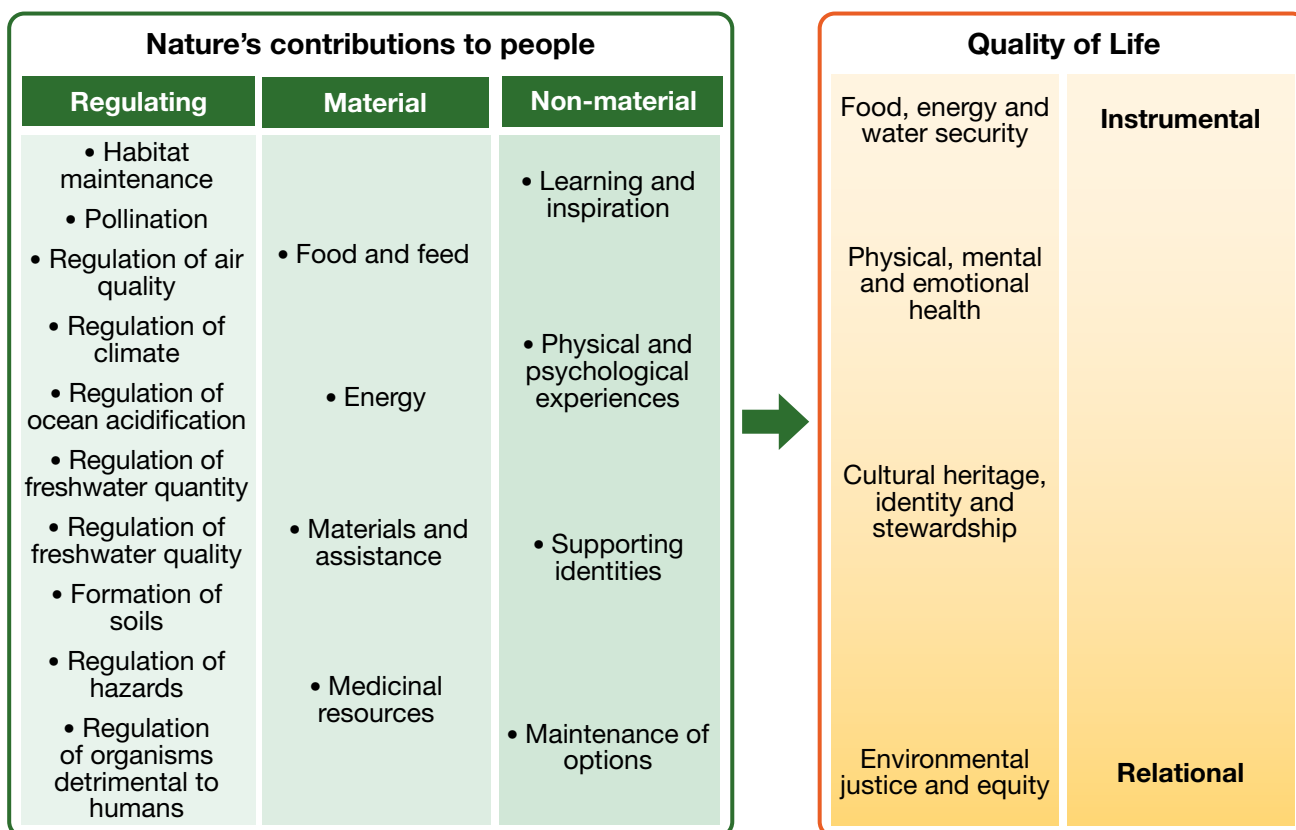 Nature's contributions to people
Regulating
• Habitat
maintenance
• Pollination
• Regulation of air
quality
• Regulation of
climate
• Regulation of
ocean acidification
• Regulation of
freshwater quantity
• Regulation of
freshwater quality
• Formation of
soils
• Regulation of
hazards
• Regulation
of organisms
detrimental to
humans
Material
• Food and feed
• Energy
• Materials and
assistance
• Medicinal
resources
Non-material
• Learning and
inspiration
• Physical and
psychological
experiences
• Supporting
identities
• Maintenance of
options
Quality of Life
Food, energy and
water security
Physical, mental
and emotional
health
Cultural heritage,
identity and
stewardship
Environmental
justice and equity
Instrumental
Relational